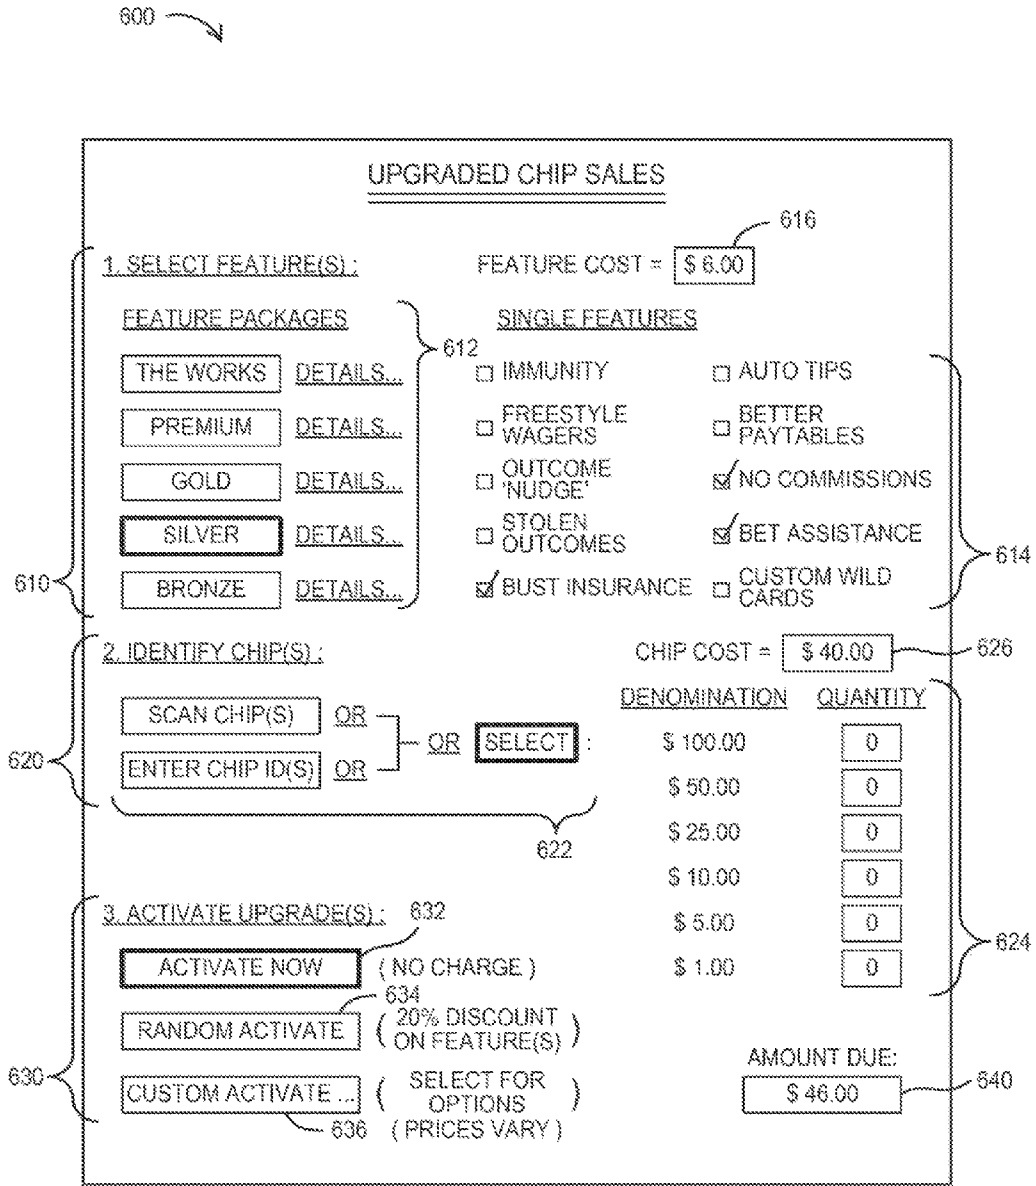 600
UPGRADED CHIP SALES
616
1. SELECT FEATURE(S) :
FEATURE COST = $ 6.00
FEATURE PACKAGES
612
SINGLE FEATURES
THE WORKS DETAILS...
PREMIUM DETAILS...
GOLD DETAILS...
SILVER DETAILS...
BRONZE DETAILS...
610
IMMUNITY
FREESTYLE
WAGERS
OUTCOME
'NUDGE'
STOLEN
OUTCOMES
BUST INSURANCE
AUTO TIPS
BETTER
PAYTABLES
NO COMMISSIONS
BET ASSISTANCE
CUSTOM WILD
CARDS
614
2. IDENTIFY CHIP(S) :
CHIP COST = $ 40.00
626
SCAN CHIP(S) OR
ENTER CHIP ID(S) OR
OR SELECT :
620
622
DENOMINATION QUANTITY
$ 100.00 0
$ 50.00 0
$ 25.00 0
$ 10.00 0
$ 5.00 0
$ 1.00 0
624
3. ACTIVATE UPGRADE(S) :
632
ACTIVATE NOW ( NO CHARGE )
634
RANDOM ACTIVATE ( 20% DISCOUNT
ON FEATURE(S) )
630
CUSTOM ACTIVATE ... ( SELECT FOR
OPTIONS )
636
( PRICES VARY )
AMOUNT DUE:
$ 46.00
640